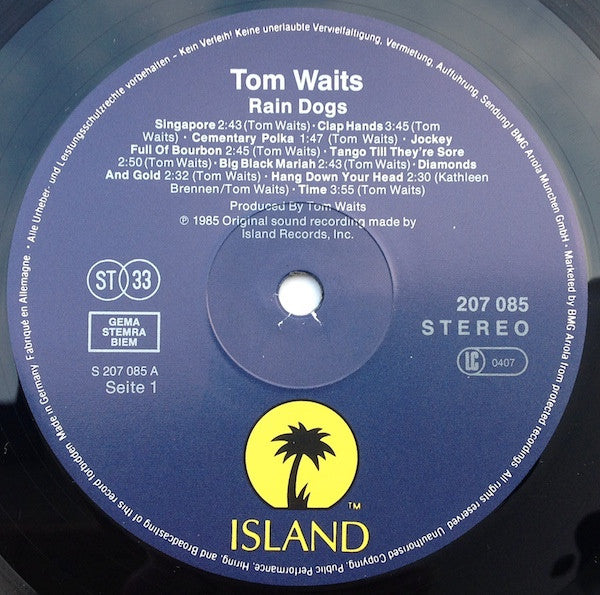 Alle Urheber- und Leistungsschutzrechte vorbehalten - Kein Verleih! Keine unerlaubte Vervielfältigung, Vermietung, Aufführung, Sendung! BMG Ariola München GmbH · Marketed by BMG Ariola from protected recordings. All rights reserved. Unauthorised Copying, Public Performance, Hiring, and Broadcasting of this record forbidden Made in Germany Fabriqué en Allemagne ·
Tom Waits
Rain Dogs
Singapore 2:43 (Tom Waits) · Clap Hands 3:45 (Tom
Waits) · Cementary Polka 1:47 (Tom Waits) · Jockey
Full Of Bourbon 2:45 (Tom Waits) · Tango Till They're Sore
2:50 (Tom Waits) · Big Black Mariah 2:43 (Tom Waits) · Diamonds
And Gold 2:32 (Tom Waits) · Hang Down Your Head 2:30 (Kathleen
Brennen/Tom Waits) · Time 3:55 (Tom Waits)
Produced By Tom Waits
℗ 1985 Original sound recording made by
Island Records, Inc.
ST 33
GEMA
STEMRA
BIEM
S 207 085 A
Seite 1
207 085
STEREO
LC 0407
TM
ISLAND